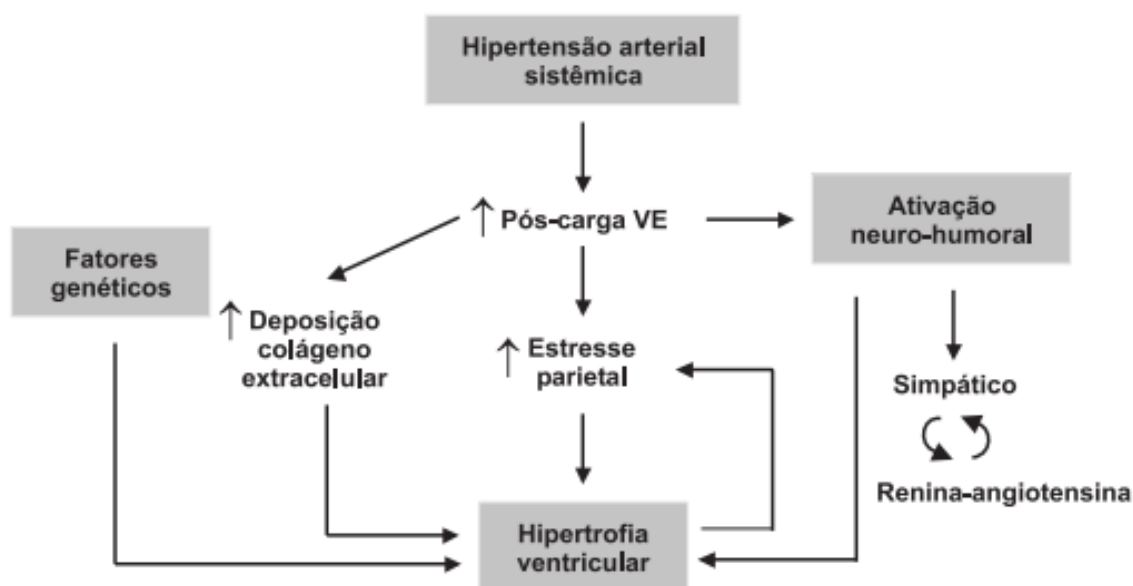 Hipertensão arterial
sistêmica
↑ Pós-carga VE
Ativação
neuro-humoral
Fatores
genéticos
↑ Deposição
colágeno
extracelular
↑ Estresse
parietal
Simpático
Renina-angiotensina
Hipertrofia
ventricular